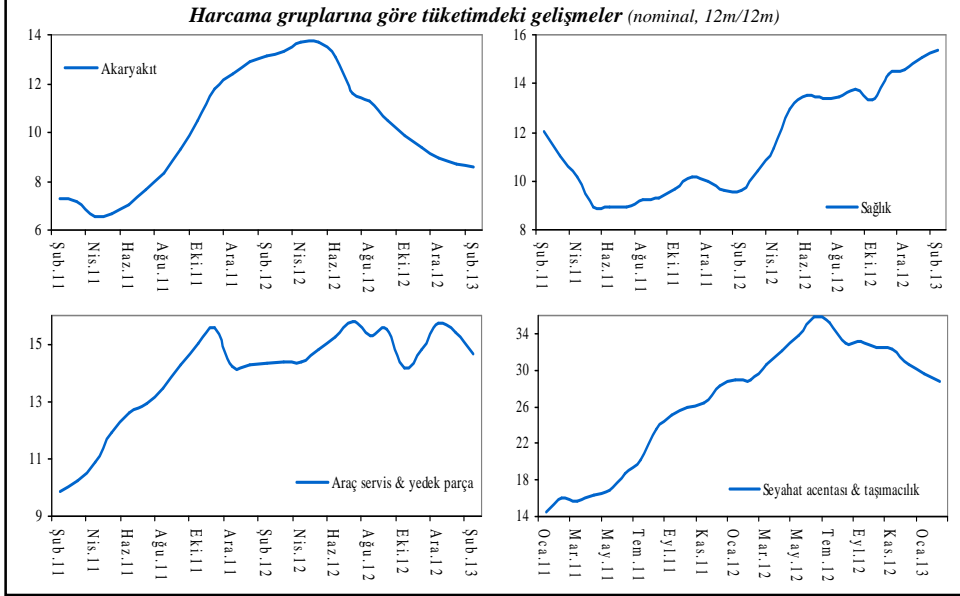 Harcama gruplarına göre tüketimdeki gelişmeler (nominal, 12m/12m)
14
12
10
8
6
Akaryakıt
Şub.11
Nis.11
Haz.11
Ağu.11
Eki.11
Ara.11
Şub.12
Nis.12
Haz.12
Ağu.12
Eki.12
Ara.12
Şub.13
16
14
12
10
8
Sağlık
Şub.11
Nis.11
Haz.11
Ağu.11
Eki.11
Ara.11
Şub.12
Nis.12
Haz.12
Ağu.12
Eki.12
Ara.12
Şub.13
15
13
11
9
Araç servis & yedek parça
Şub.11
Nis.11
Haz.11
Ağu.11
Eki.11
Ara.11
Şub.12
Nis.12
Haz.12
Ağu.12
Eki.12
Ara.12
Şub.13
34
30
26
22
18
14
Seyahat acentası & taşımacılık
Oca.11
Mar.11
May.11
Tem.11
Eyl.11
Kas.11
Oca.12
Mar.12
May.12
Tem.12
Eyl.12
Kas.12
Oca.13